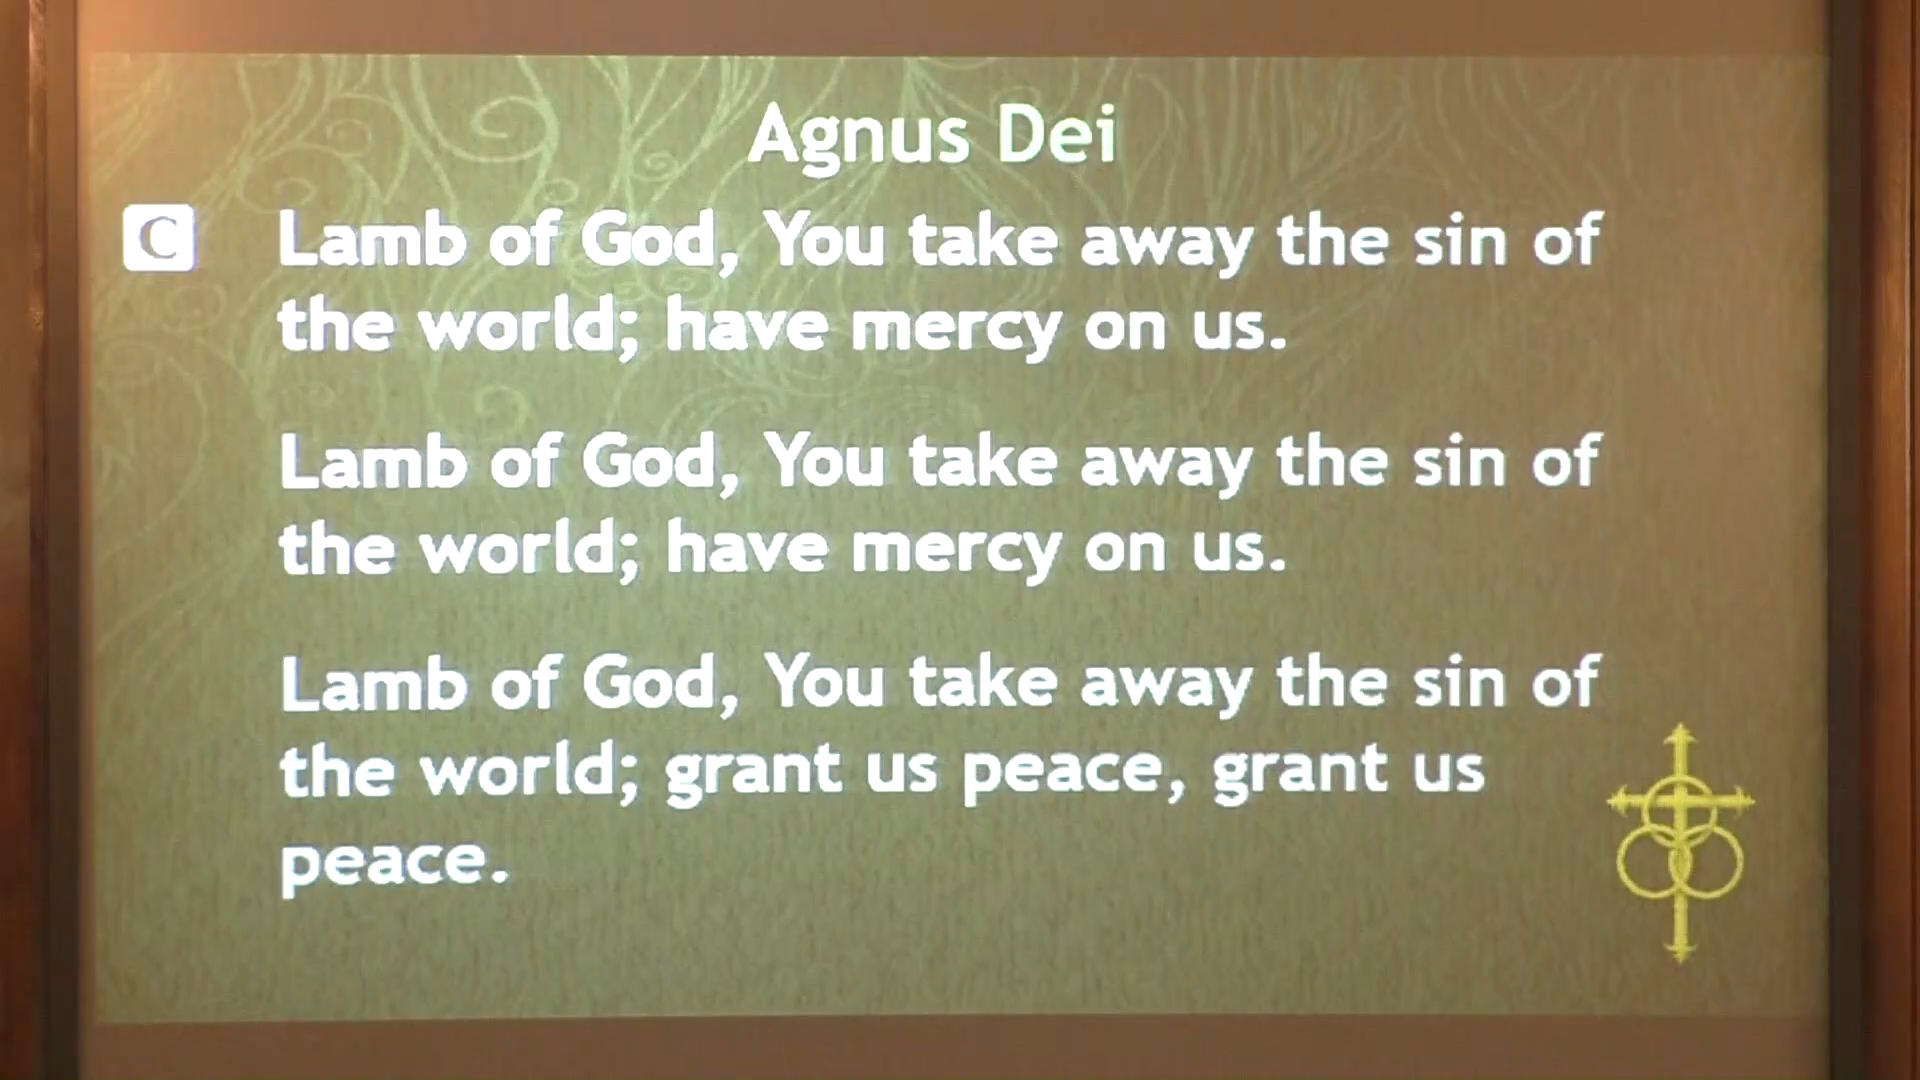 Agnus Dei
C Lamb of God, You take away the sin of
the world; have mercy on us.
Lamb of God, You take away the sin of
the world; have mercy on us.
Lamb of God, You take away the sin of
the world; grant us peace, grant us
peace.